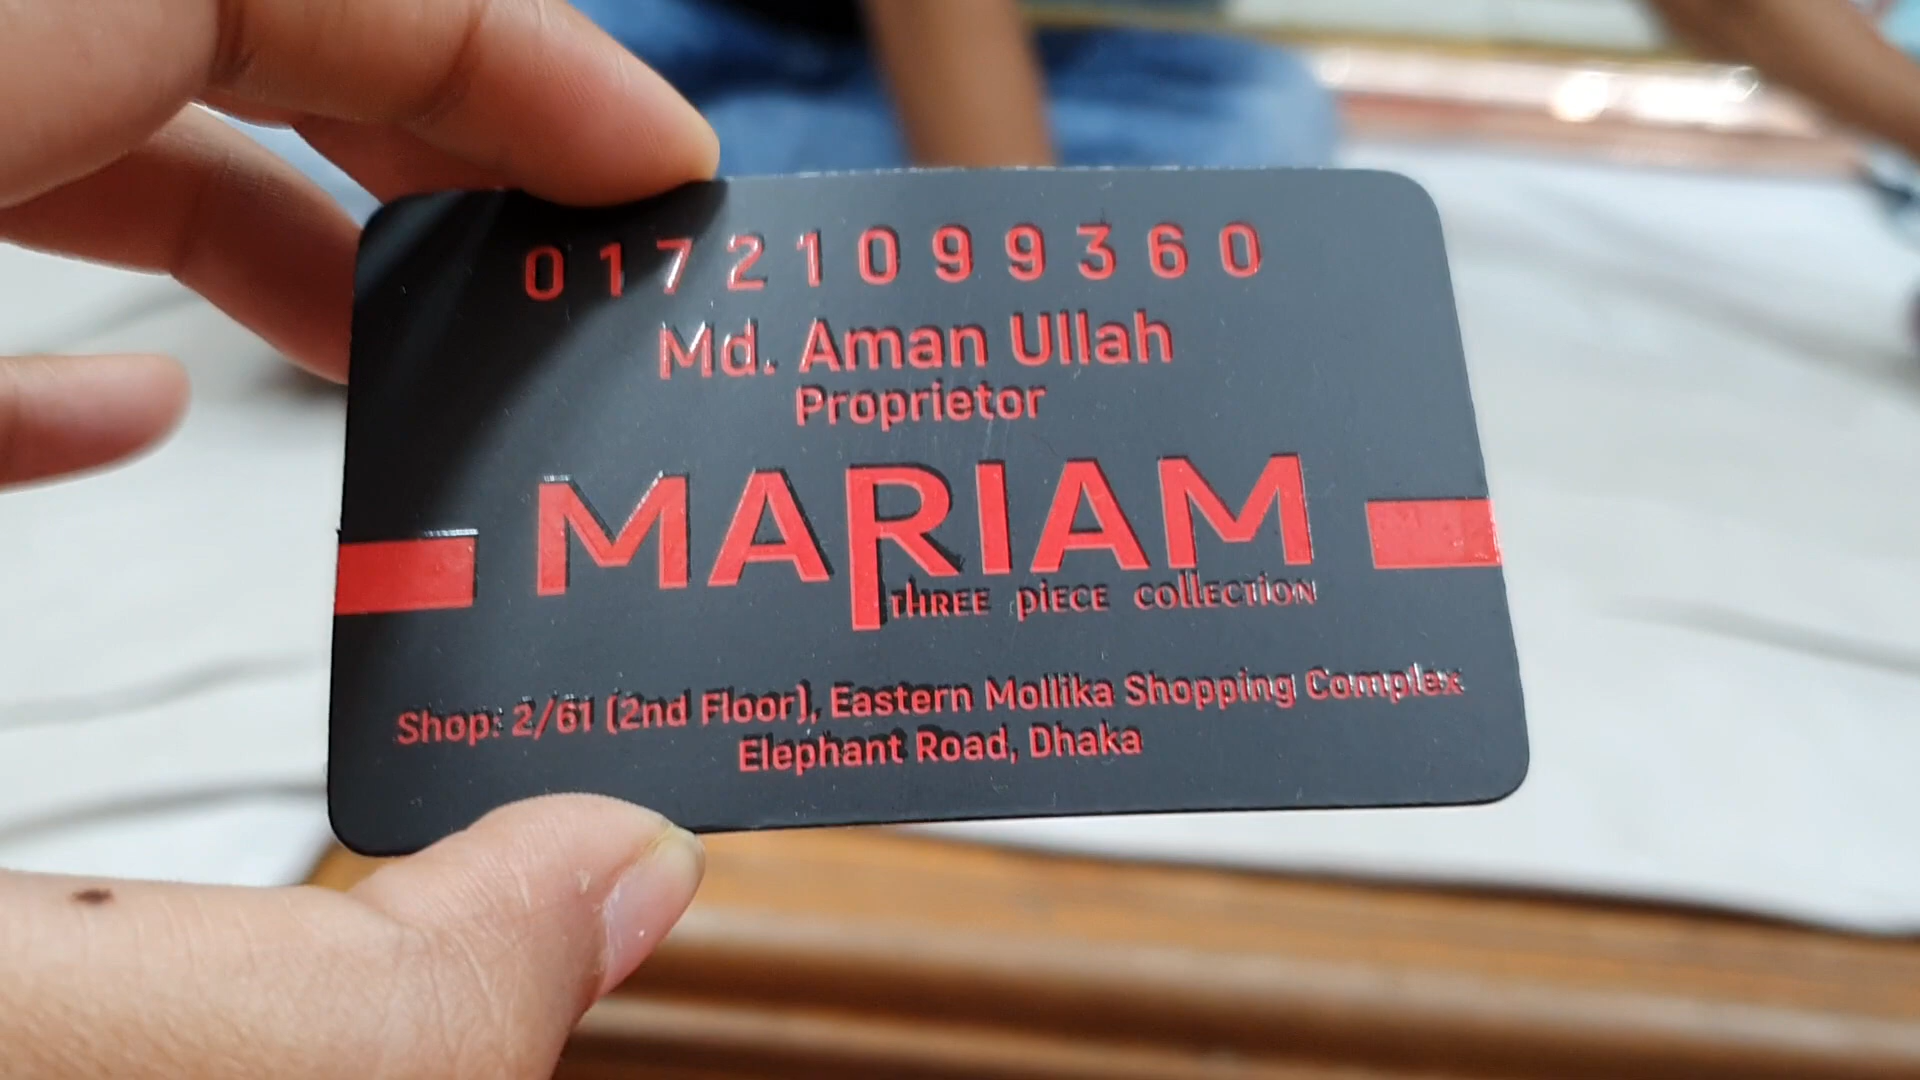 01721099360
Md. Aman Ullah
Proprietor
MARIAM
THREE PIECE COLLECTION
Shop: 2/61 (2nd Floor), Eastern Mollika Shopping Complex
Elephant Road, Dhaka